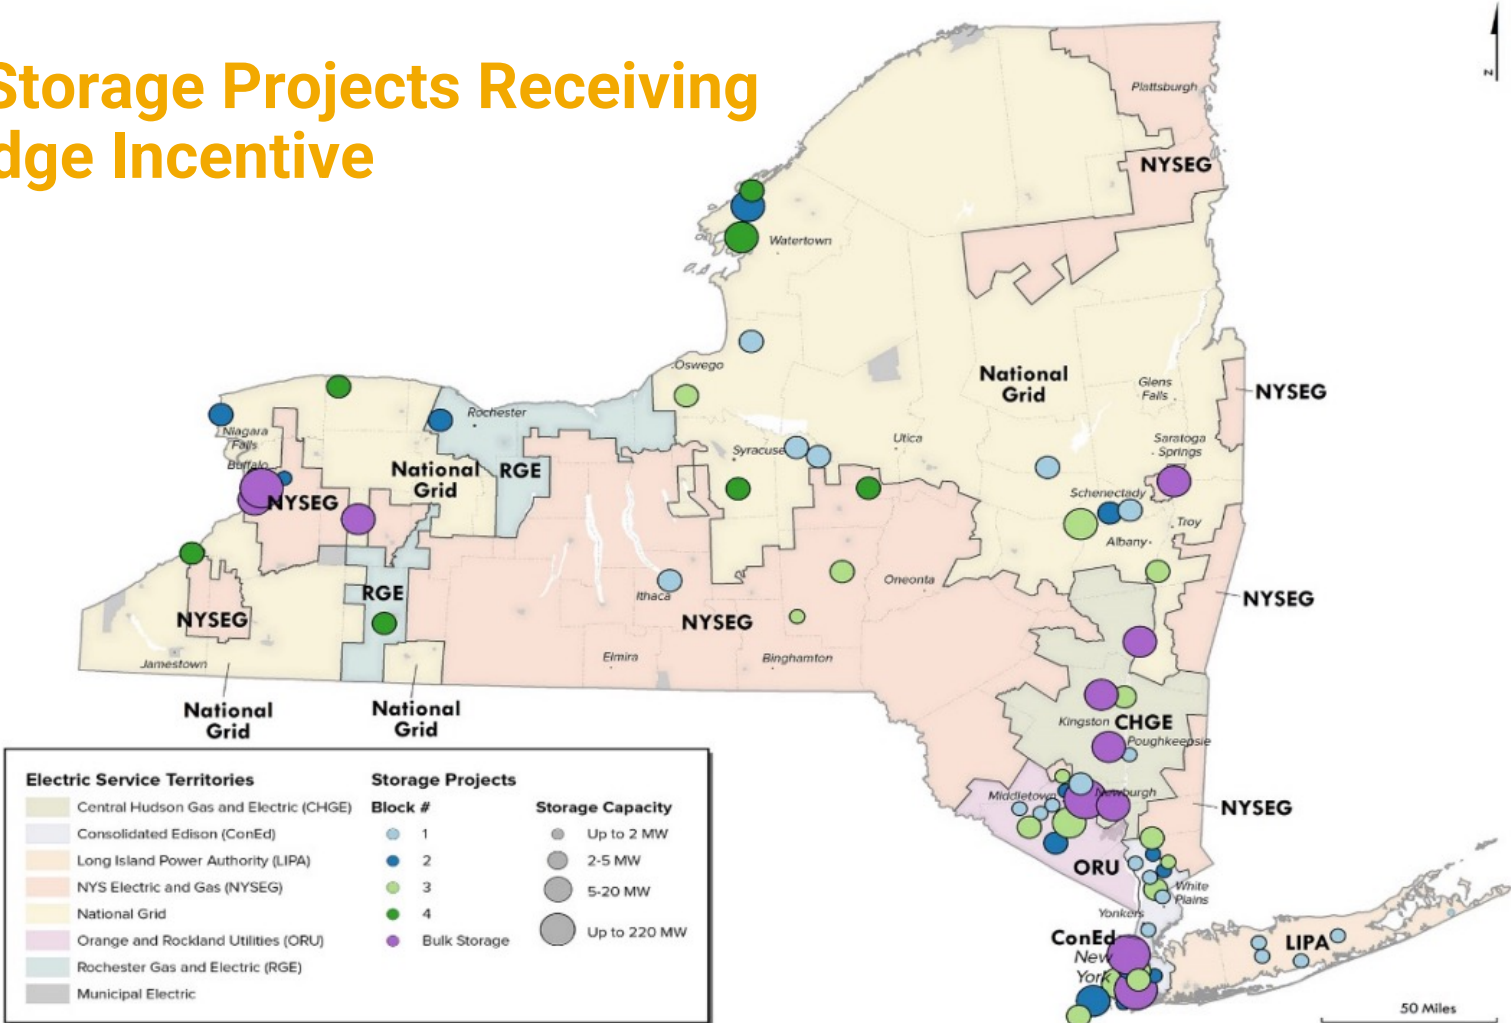 Storage Projects Receiving
dge Incentive
N
Plattsburgh
NYSEG
Watertown
Oswego
National
Grid
Glens
Falls
NYSEG
Rochester
Niagara
Falls
Buffalo
Syracuse
Utica
Saratoga
Springs
National
Grid
RGE
NYSEG
Schenectady
Troy
Albany
RGE
Ithaca
Oneonta
NYSEG
NYSEG
NYSEG
Jamestown
Elmira
Binghamton
National
Grid
National
Grid
Kingston
CHGE
Poughkeepsie
Middletown
Newburgh
NYSEG
ORU
White
Plains
Yonkers
ConEd
New
York
LIPA
50 Miles
Electric Service Territories
Central Hudson Gas and Electric (CHGE)
Consolidated Edison (ConEd)
Long Island Power Authority (LIPA)
NYS Electric and Gas (NYSEG)
National Grid
Orange and Rockland Utilities (ORU)
Rochester Gas and Electric (RGE)
Municipal Electric
Storage Projects
Block #
1
2
3
4
Bulk Storage
Storage Capacity
Up to 2 MW
2-5 MW
5-20 MW
Up to 220 MW